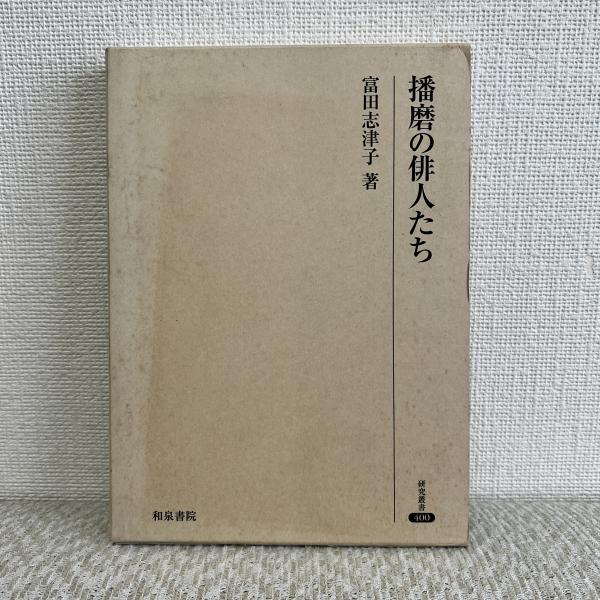 播磨の俳人たち
富田志津子 著
研究叢書
400
和泉書院